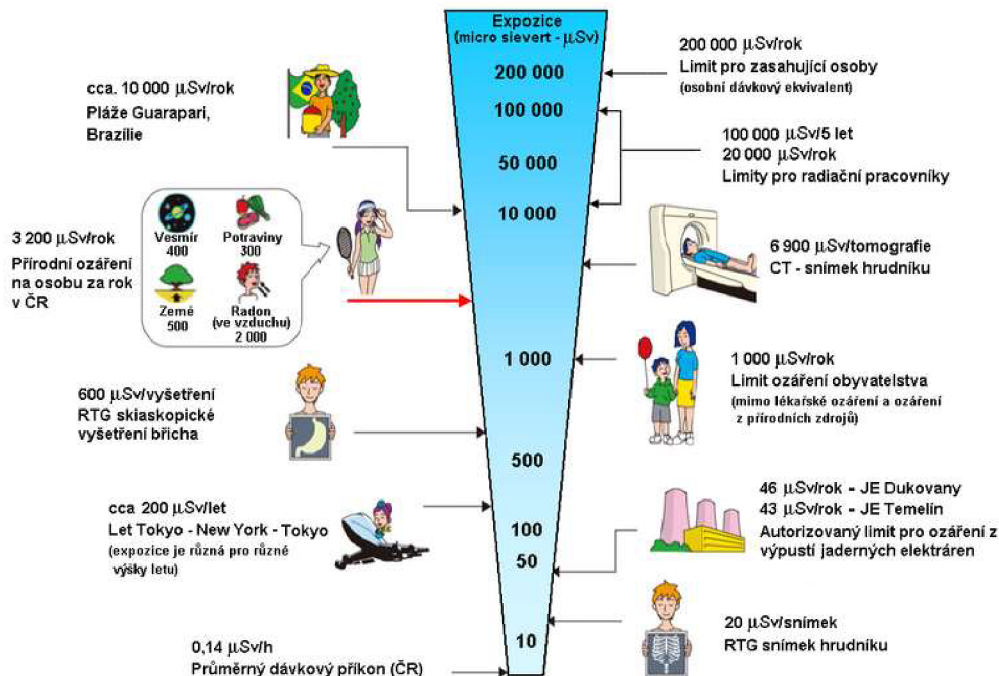 Expozice
(micro sievert - µSv)
200 000
100 000
50 000
10 000
1 000
500
100
50
10
cca. 10 000 µSv/rok
Pláže Guarapari,
Brazílie
3 200 µSv/rok
Přírodní ozáření
na osobu za rok
v ČR
Vesmír
400
Potraviny
300
Země
500
Radon
(ve vzduchu)
2 000
600 µSv/vyšetření
RTG skiaskopické
vyšetření břicha
cca 200 µSv/let
Let Tokyo - New York - Tokyo
(expozice je různá pro různé
výšky letu)
0,14 µSv/h
Průměrný dávkový příkon (ČR)
200 000 µSv/rok
Limit pro zasahující osoby
(osobní dávkový ekvivalent)
100 000 µSv/5 let
20 000 µSv/rok
Limity pro radiační pracovníky
6 900 µSv/tomografie
CT - snímek hrudníku
1 000 µSv/rok
Limit ozáření obyvatelstva
(mimo lékařské ozáření a ozáření
z přírodních zdrojů)
46 µSv/rok - JE Dukovany
43 µSv/rok - JE Temelín
Autorizovaný limit pro ozáření z
výpustí jaderných elektráren
20 µSv/snímek
RTG snímek hrudníku